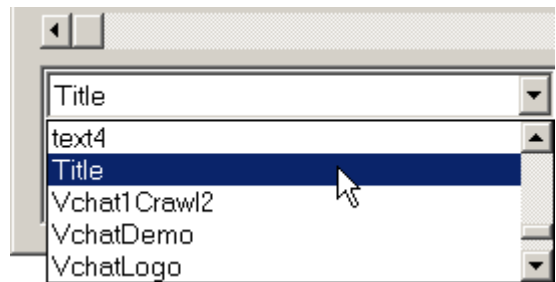 Title
text4
Title
Vchat1Crawl2
VchatDemo
VchatLogo